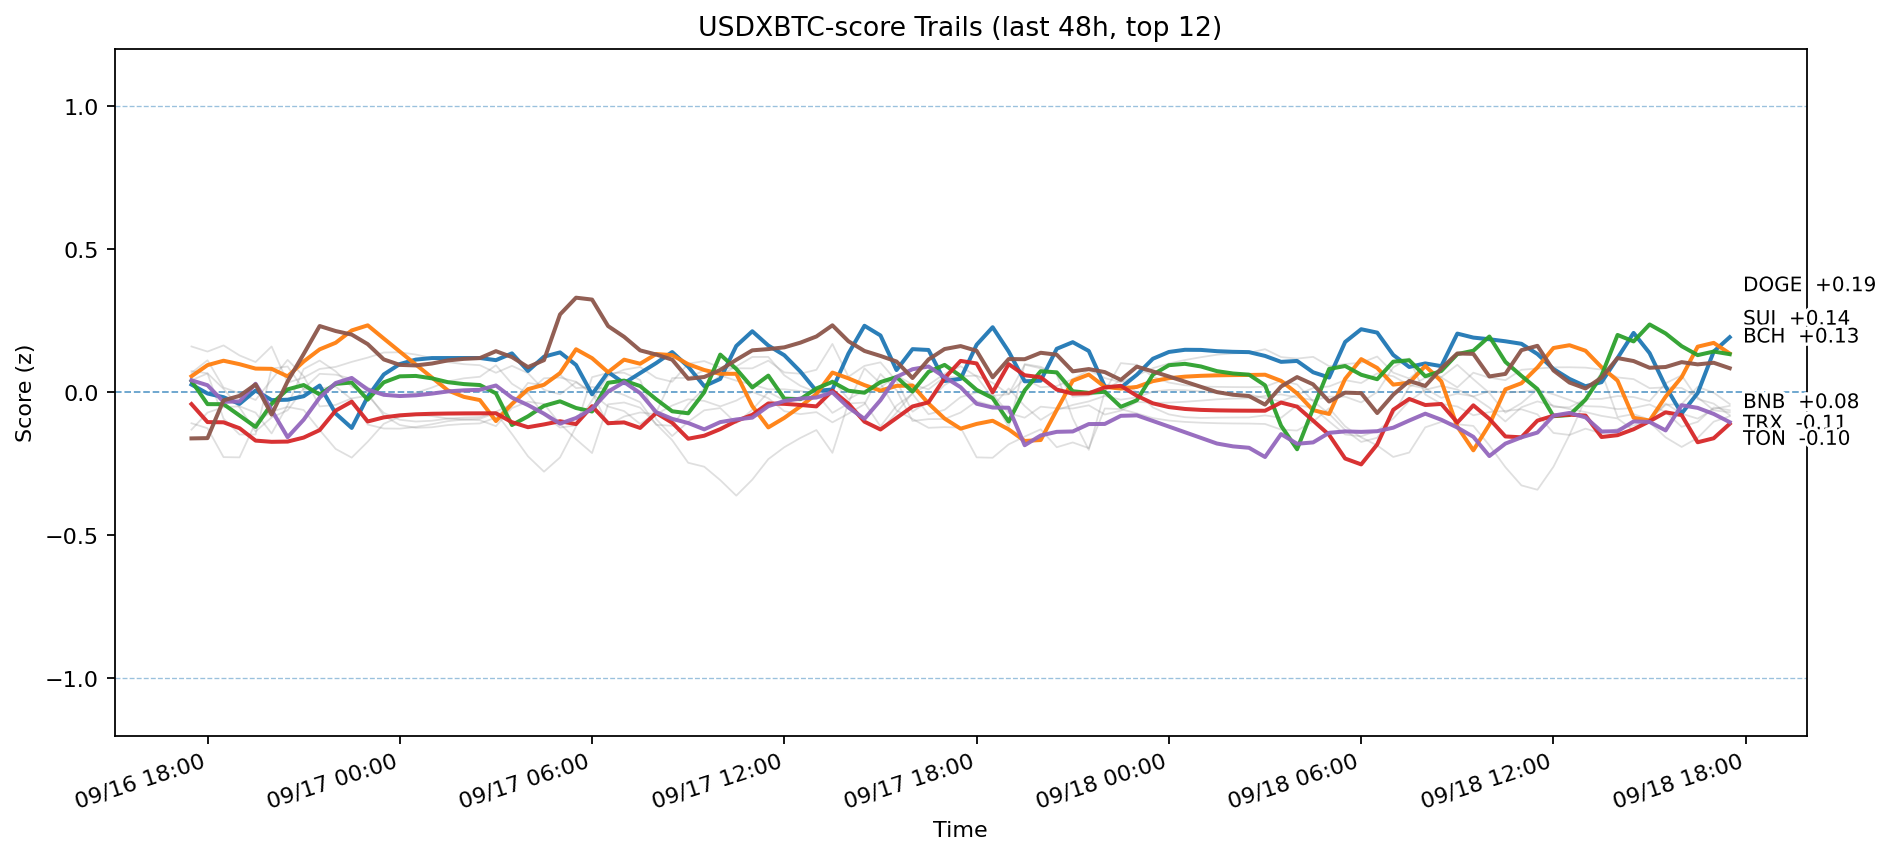 USDXBTC-score Trails (last 48h, top 12)
Score (z)
1.0
0.5
0.0
−0.5
−1.0
DOGE +0.19
SUI +0.14
BCH +0.13
BNB +0.08
TRX -0.11
TON -0.10
09/16 18:00
09/17 00:00
09/17 06:00
09/17 12:00
09/17 18:00
09/18 00:00
09/18 06:00
09/18 12:00
09/18 18:00
Time